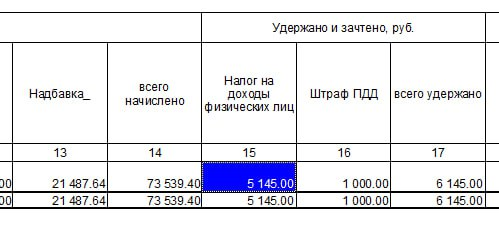 Удержано и зачтено, руб.
Надбавка_
всего
начислено
Налог на
доходы
физических лиц
Штраф ПДД
всего удержано
13 14 15 16 17
00 21 487.64 73 539.40 5 145.00 1 000.00 6 145.00
00 21 487.64 73 539.40 5 145.00 1 000.00 6 145.00